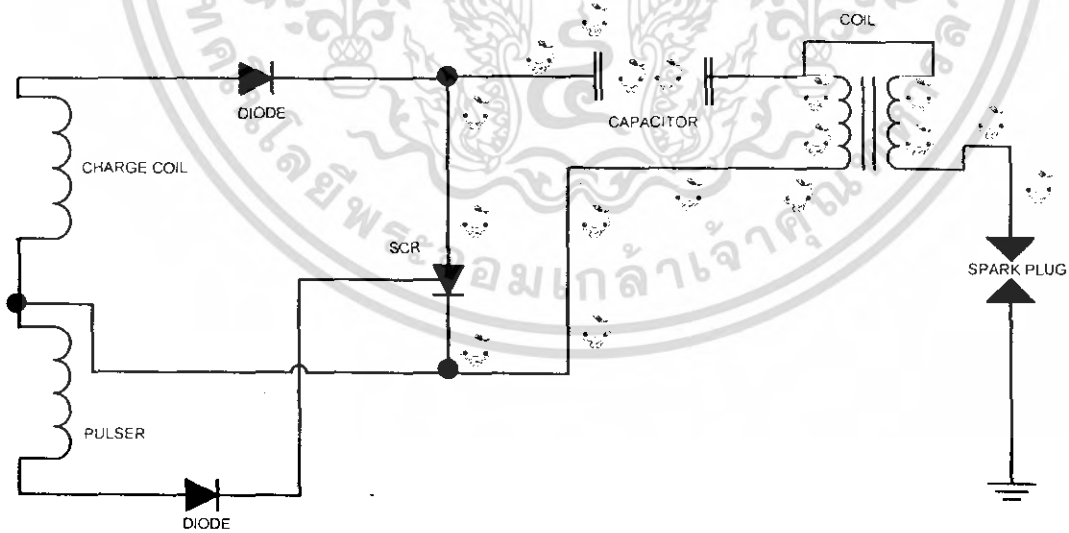 COIL
DIODE
CAPACITOR
CHARGE COIL
SCR
SPARK PLUG
PULSER
DIODE